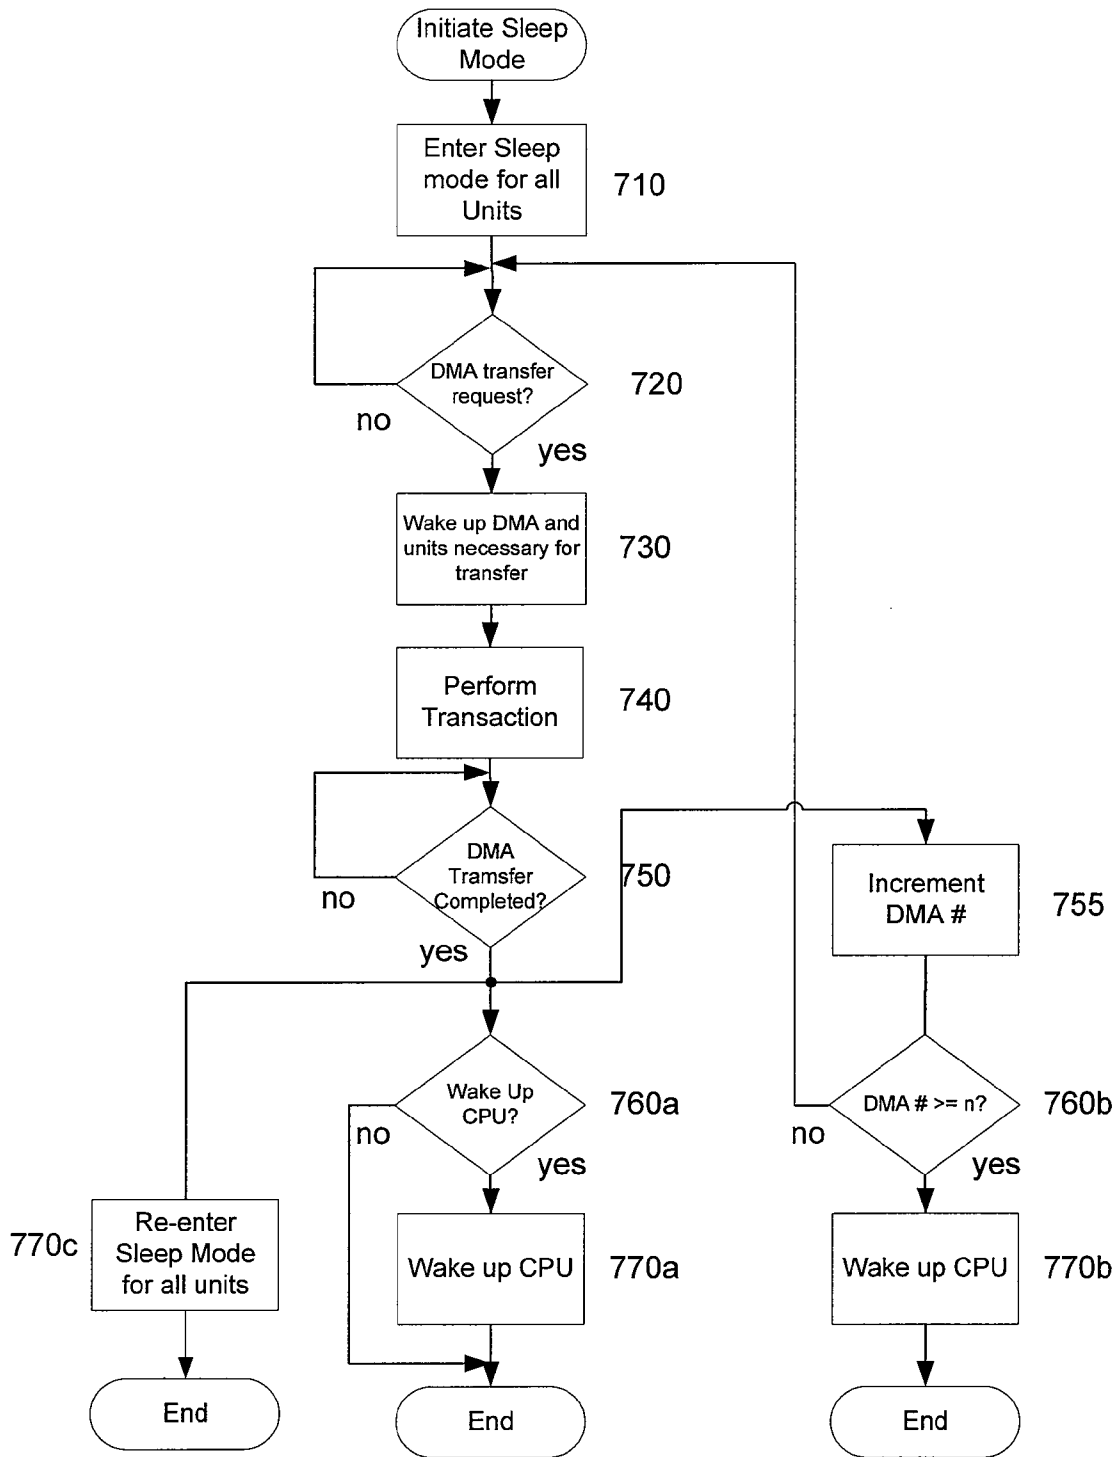 Initiate Sleep
Mode
Enter Sleep
mode for all
Units
710
DMA transfer
request?
720
no
yes
Wake up DMA and
units necessary for
transfer
730
Perform
Transaction
740
DMA
Tramsfer
Completed?
750
no
yes
Increment
DMA #
755
Wake Up
CPU?
760a
no
yes
DMA # >= n?
760b
no
yes
770c
Re-enter
Sleep Mode
for all units
Wake up CPU
770a
Wake up CPU
770b
End
End
End